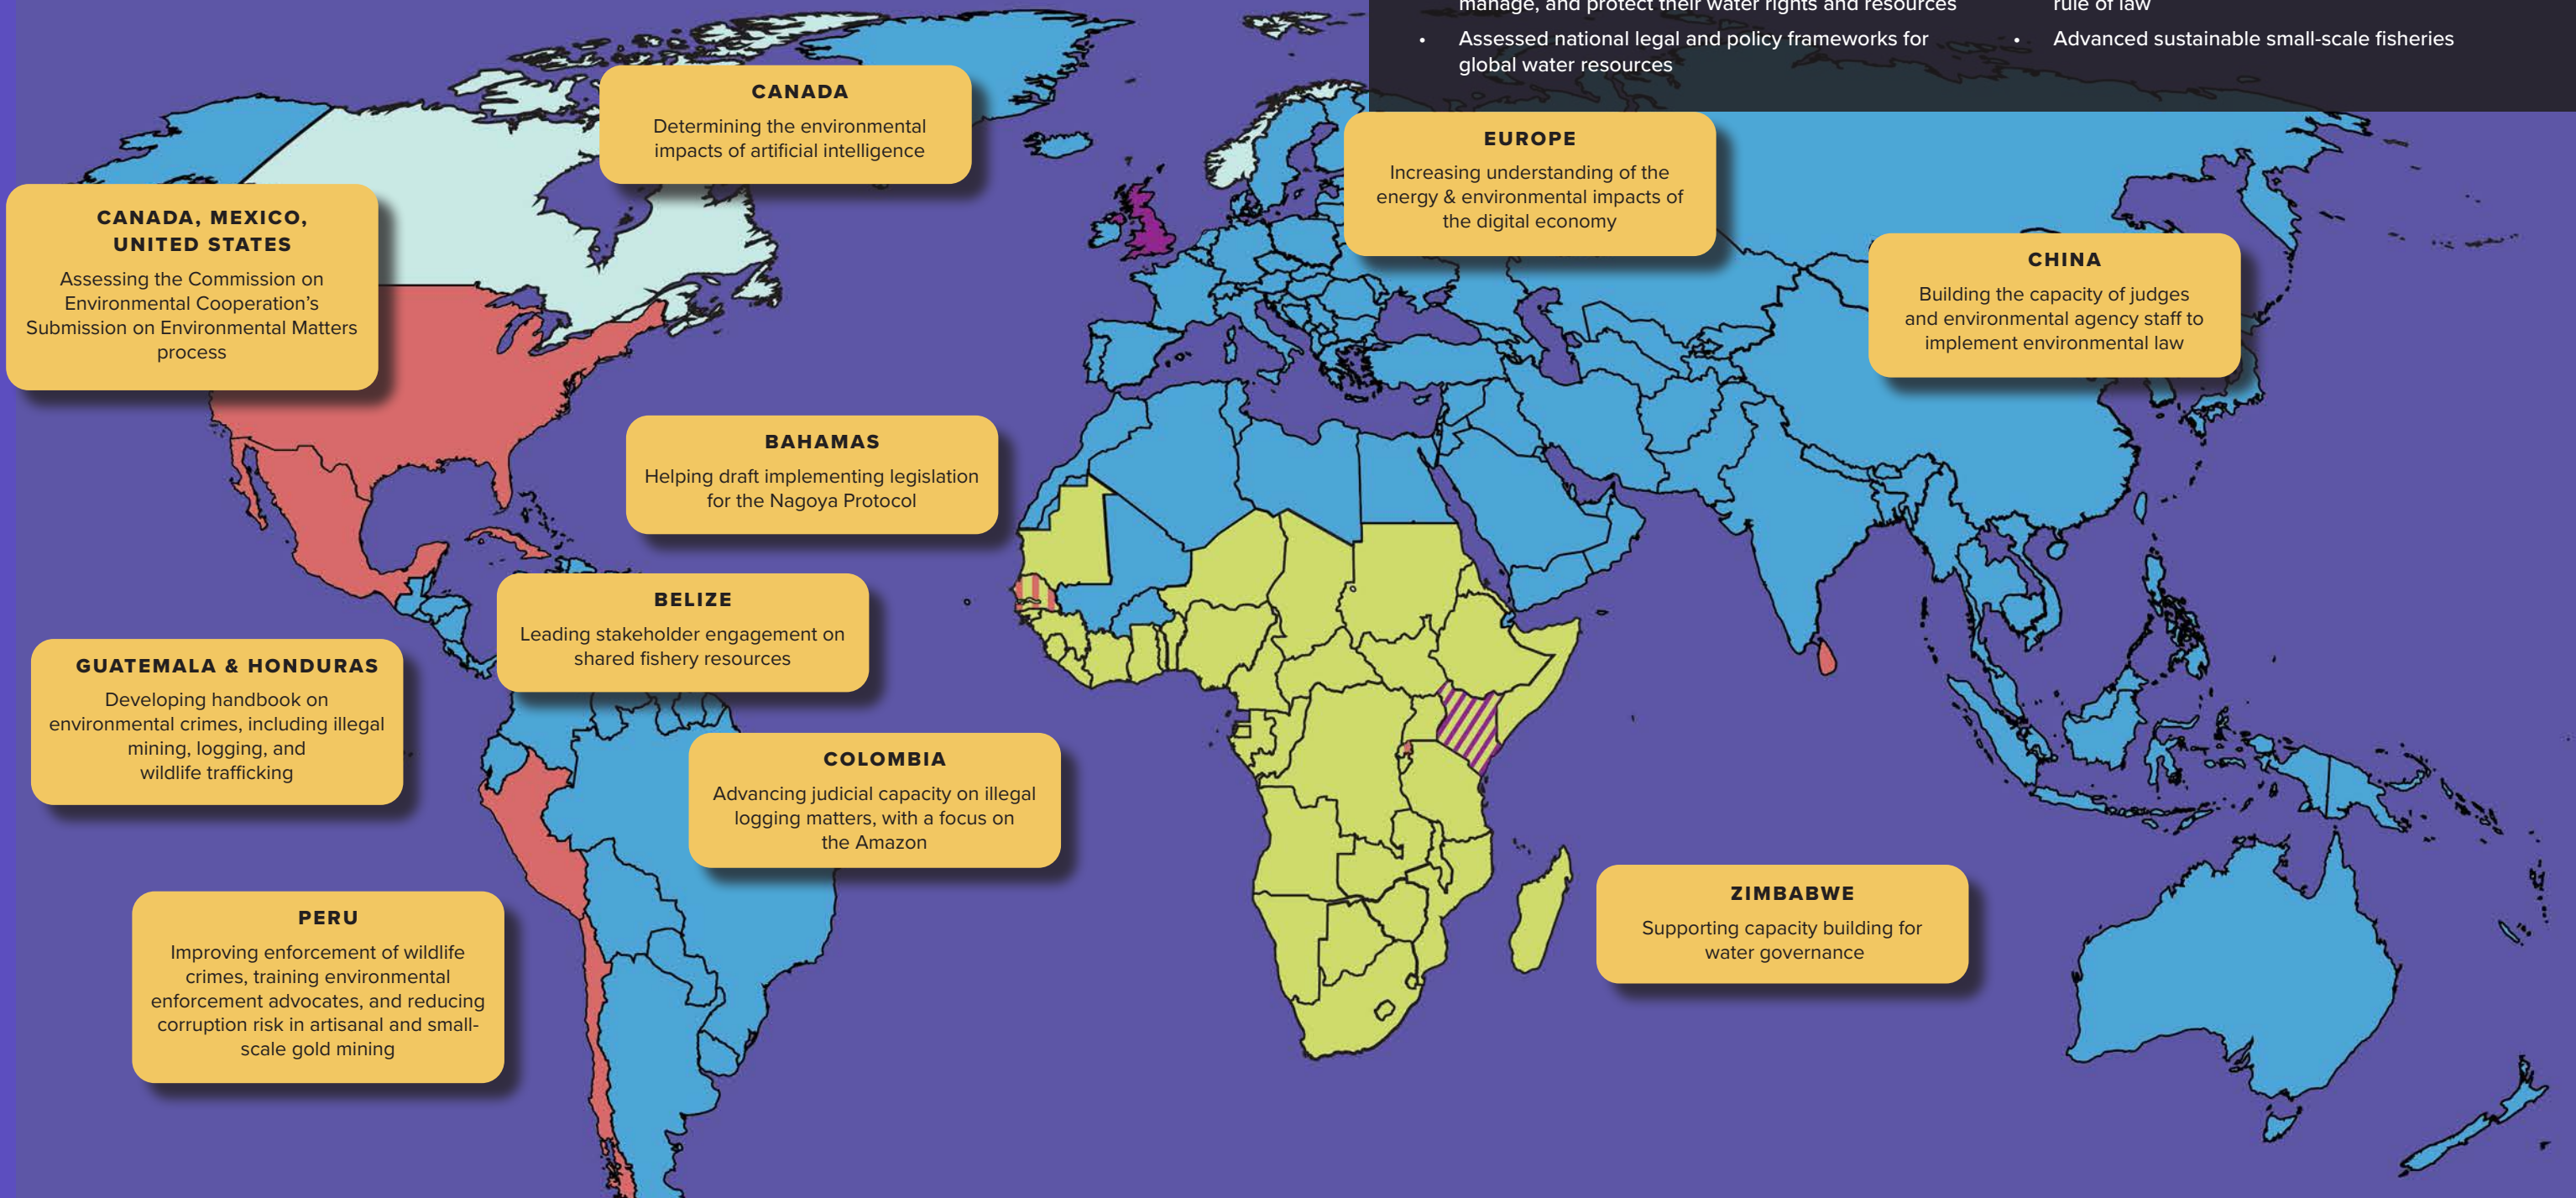 manage, and protect their water rights and resources
• Assessed national legal and policy frameworks for
global water resources
rule of law
• Advanced sustainable small-scale fisheries
CANADA
Determining the environmental
impacts of artificial intelligence
EUROPE
Increasing understanding of the
energy & environmental impacts of
the digital economy
CANADA, MEXICO,
UNITED STATES
Assessing the Commission on
Environmental Cooperation’s
Submission on Environmental Matters
process
CHINA
Building the capacity of judges
and environmental agency staff to
implement environmental law
BAHAMAS
Helping draft implementing legislation
for the Nagoya Protocol
BELIZE
Leading stakeholder engagement on
shared fishery resources
GUATEMALA & HONDURAS
Developing handbook on
environmental crimes, including illegal
mining, logging, and
wildlife trafficking
COLOMBIA
Advancing judicial capacity on illegal
logging matters, with a focus on
the Amazon
ZIMBABWE
Supporting capacity building for
water governance
PERU
Improving enforcement of wildlife
crimes, training environmental
enforcement advocates, and reducing
corruption risk in artisanal and small-
scale gold mining